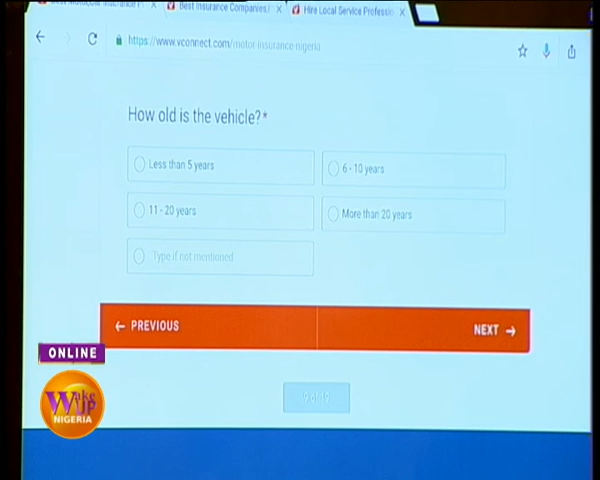 Best Insurance Companies i
Hire Local Service Professio
https://www.vconnect.com/motor-insurance-nigeria
How old is the vehicle?*
Less than 5 years
6 - 10 years
11 - 20 years
More than 20 years
Type if not mentioned
← PREVIOUS
NEXT →
ONLINE
Wake
UP
NIGERIA